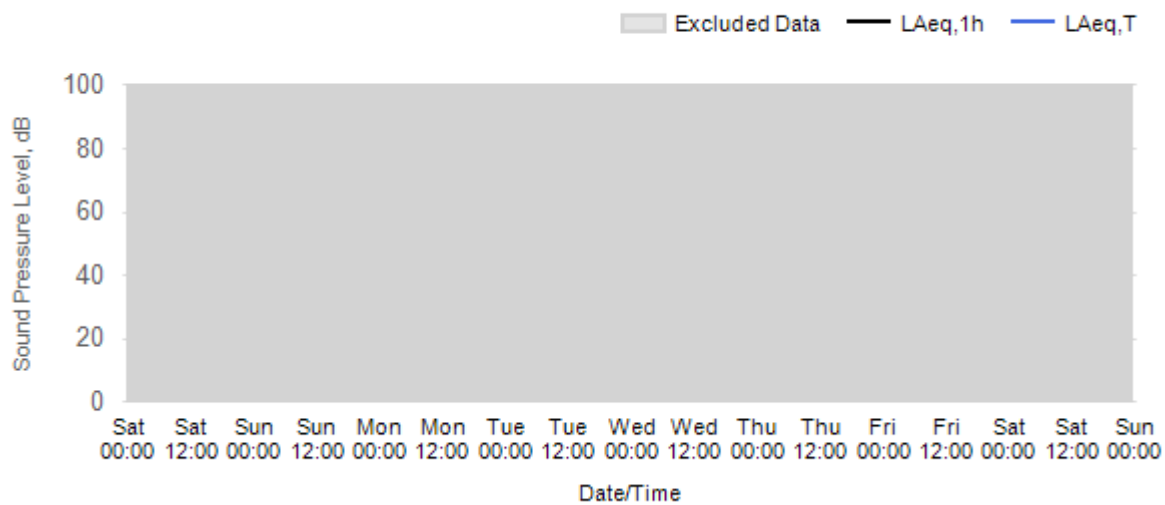 Excluded Data LAeq,1h LAeq,T
100
80
60
40
20
0
Sound Pressure Level, dB
Sat Sat Sun Sun Mon Mon Tue Tue Wed Wed Thu Thu Fri Fri Sat Sat Sun
00:00 12:00 00:00 12:00 00:00 12:00 00:00 12:00 00:00 12:00 00:00 12:00 00:00 12:00 00:00 12:00 00:00
Date/Time